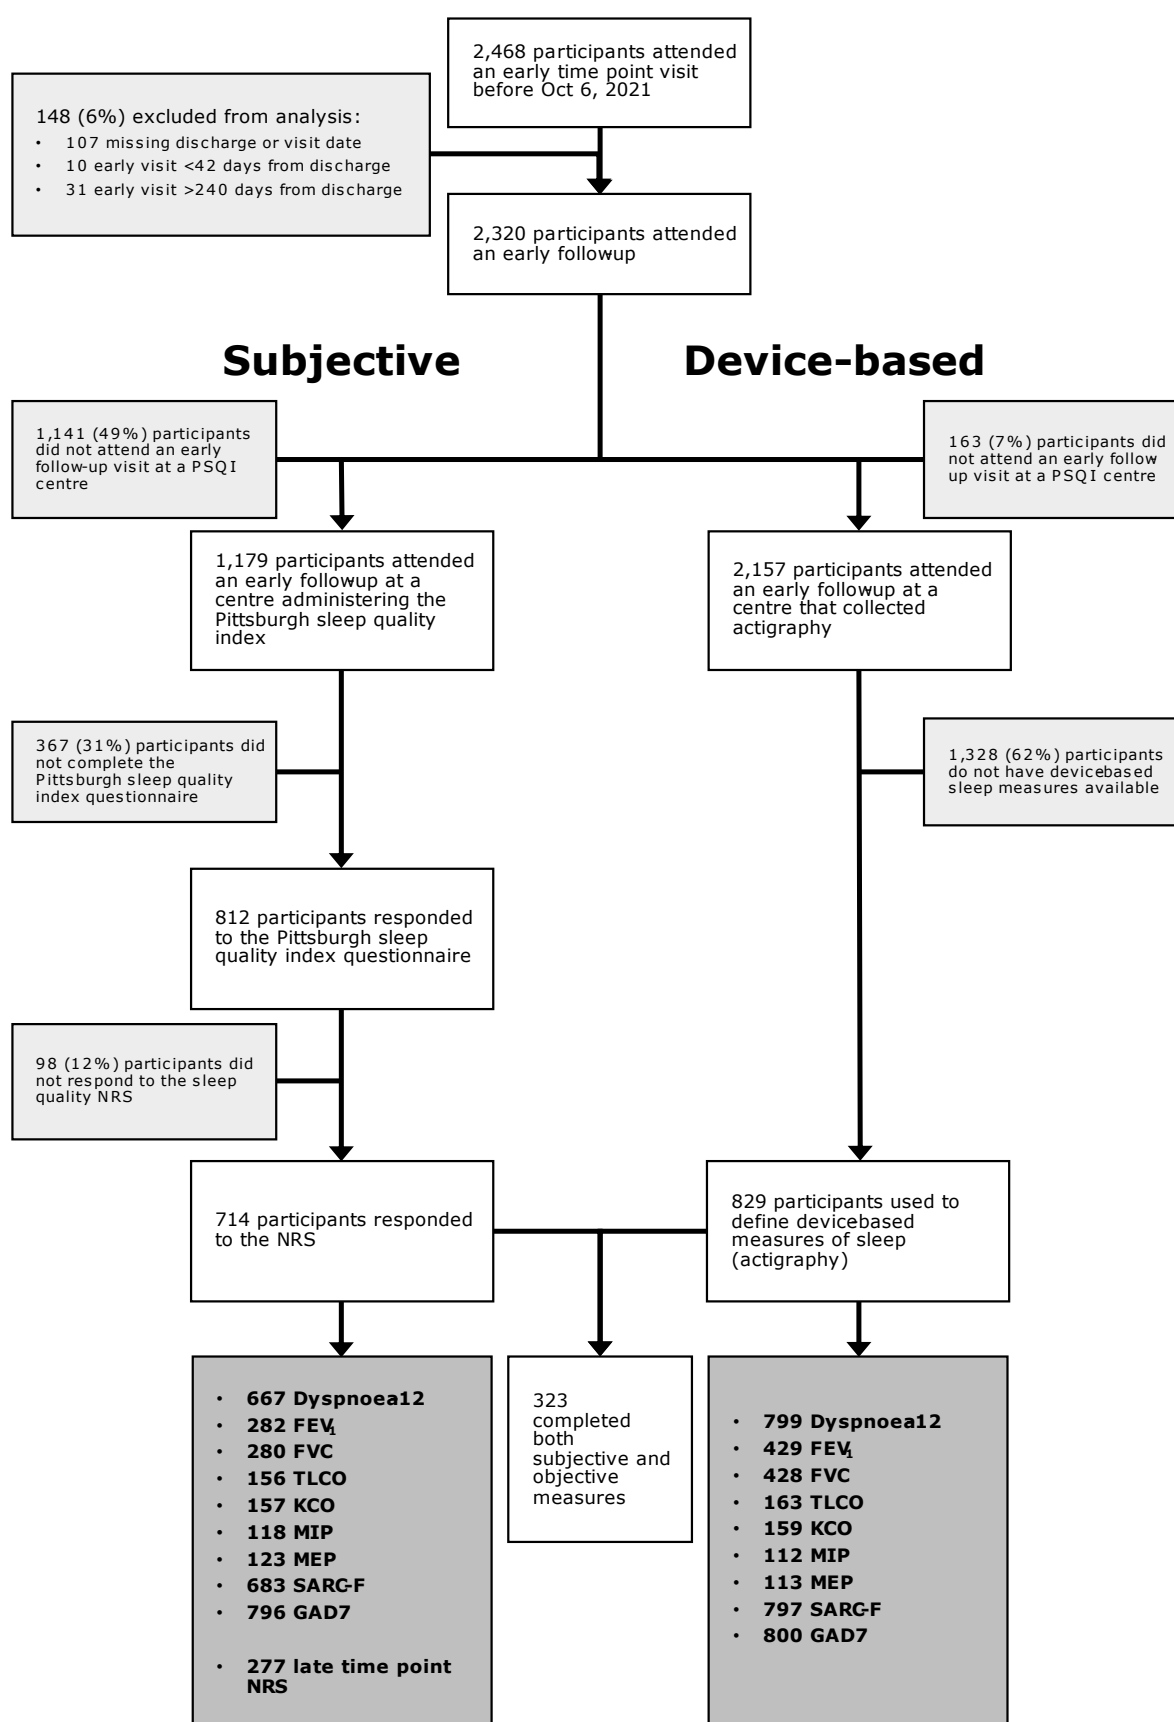 2,468 participants attended
an early time point visit
before Oct 6, 2021
148 (6%) excluded from analysis:
• 107 missing discharge or visit date
• 10 early visit <42 days from discharge
• 31 early visit >240 days from discharge
2,320 participants attended
an early followup
Subjective
Device-based
1,141 (49%) participants
did not attend an early
follow-up visit at a PSQI
centre
163 (7%) participants did
not attend an early follow
up visit at a PSQI centre
1,179 participants attended
an early followup at a
centre administering the
Pittsburgh sleep quality
index
2,157 participants attended
an early followup at a
centre that collected
actigraphy
367 (31%) participants did
not complete the
Pittsburgh sleep quality
index questionnaire
1,328 (62%) participants
do not have devicebased
sleep measures available
812 participants responded
to the Pittsburgh sleep
quality index questionnaire
98 (12%) participants did
not respond to the sleep
quality NRS
714 participants responded
to the NRS
829 participants used to
define devicebased
measures of sleep
(actigraphy)
• 667 Dyspnoea12
• 282 FEV1
• 280 FVC
• 156 TLCO
• 157 KCO
• 118 MIP
• 123 MEP
• 683 SARC-F
• 796 GAD7
• 277 late time point
NRS
323
completed
both
subjective and
objective
measures
• 799 Dyspnoea12
• 429 FEV1
• 428 FVC
• 163 TLCO
• 159 KCO
• 112 MIP
• 113 MEP
• 797 SARC-F
• 800 GAD7